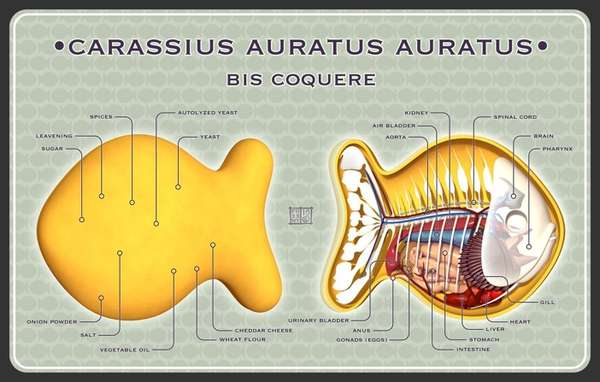 •CARASSIUS AURATUS AURATUS•
BIS COQUERE
SPICES
AUTOLYZED YEAST
LEAVENING
YEAST
SUGAR
ONION POWDER
SALT
VEGETABLE OIL
CHEDDAR CHEESE
WHEAT FLOUR
KIDNEY
AIR BLADDER
AORTA
SPINAL CORD
BRAIN
PHARYNX
URINARY BLADDER
ANUS
GONADS (EGGS)
GILL
HEART
LIVER
STOMACH
INTESTINE